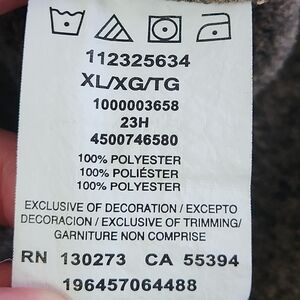 112325634
XL/XG/TG
1000003658
23H
4500746580
100% POLYESTER
100% POLIÉSTER
100% POLYESTER
EXCLUSIVE OF DECORATION / EXCEPTO
DECORACION / EXCLUSIVE OF TRIMMING/
GARNITURE NON COMPRISE
RN 130273 CA 55394
196457064488